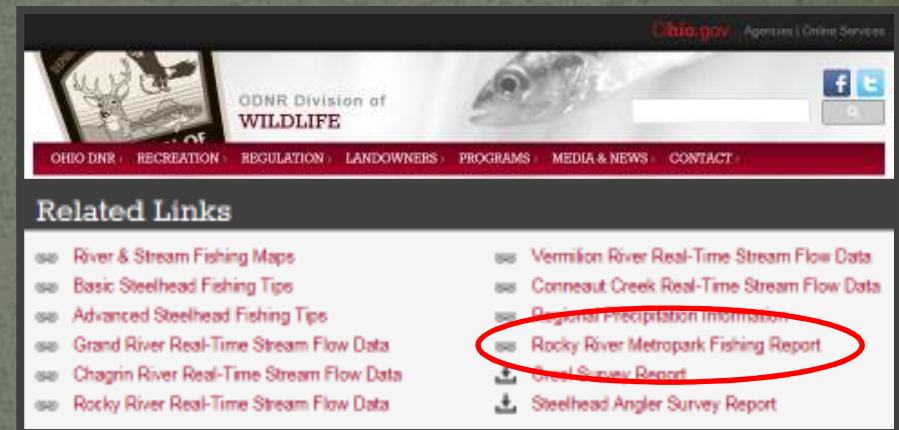 Ohio.gov Agencies | Online Services
ODNR Division of
WILDLIFE
OHIO DNR RECREATION REGULATION LANDOWNERS PROGRAMS MEDIA & NEWS CONTACT
Related Links
River & Stream Fishing Maps
Basic Steelhead Fishing Tips
Advanced Steelhead Fishing Tips
Grand River Real-Time Stream Flow Data
Chagrin River Real-Time Stream Flow Data
Rocky River Real-Time Stream Flow Data
Vermilion River Real-Time Stream Flow Data
Conneaut Creek Real-Time Stream Flow Data
Regional Precipitation Information
Rocky River Metropark Fishing Report
Creel Survey Report
Steelhead Angler Survey Report